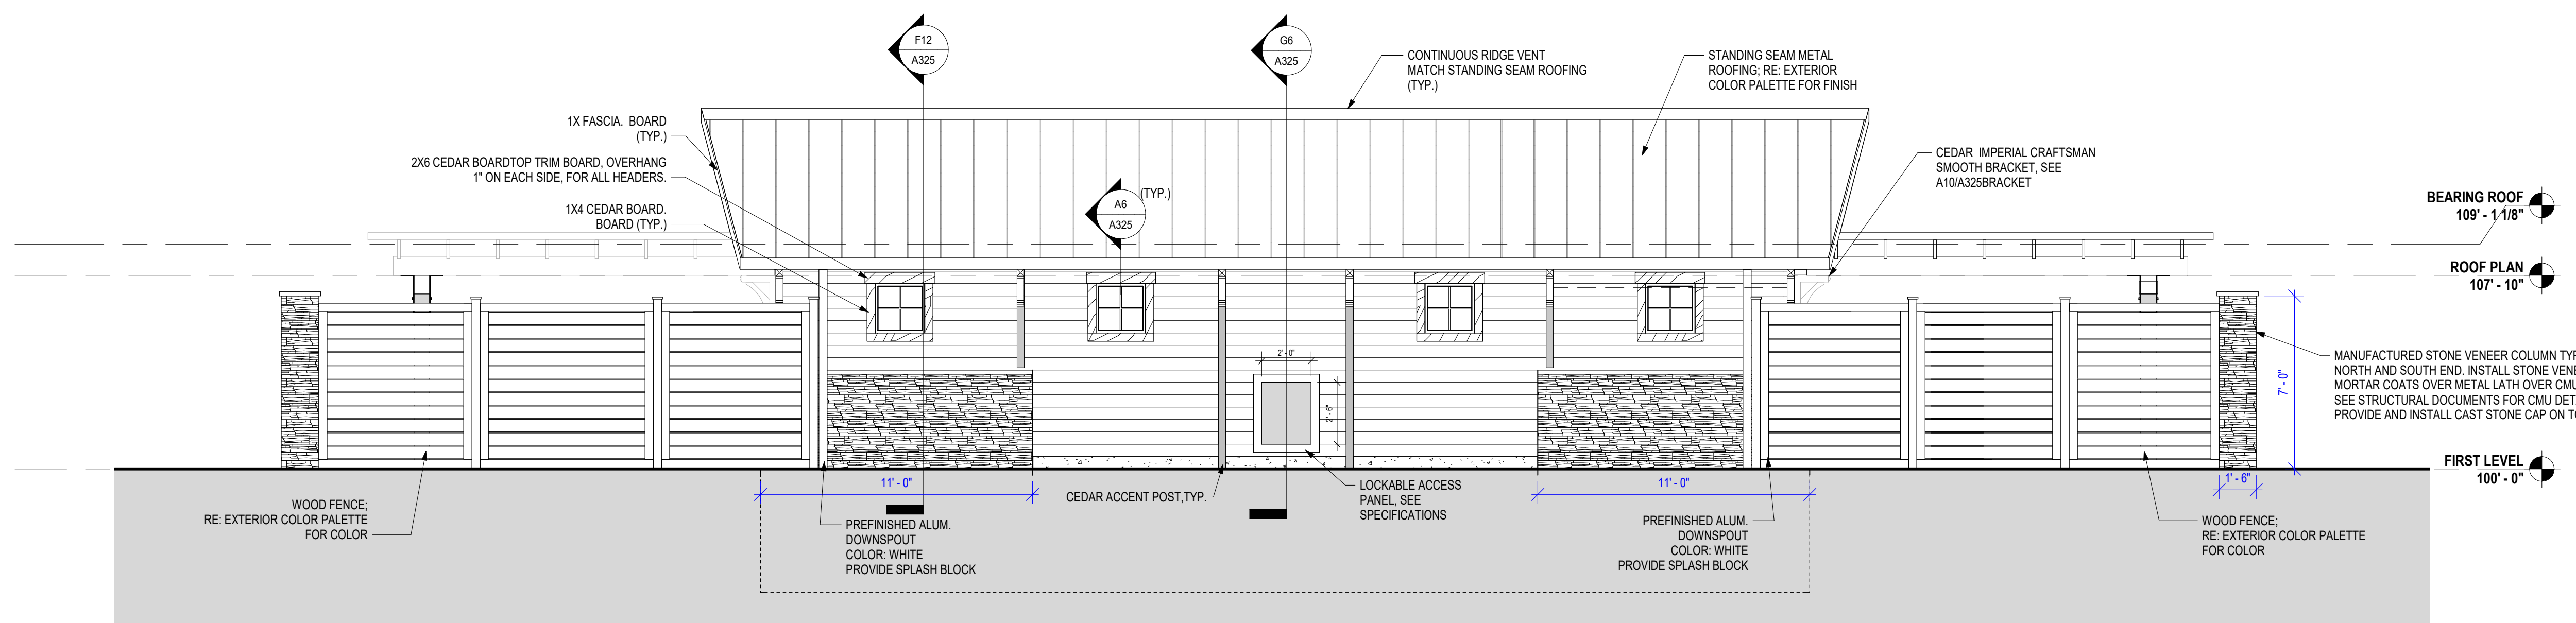 F12
A325
G6
A325
CONTINUOUS RIDGE VENT
MATCH STANDING SEAM ROOFING
(TYP.)
STANDING SEAM METAL
ROOFING; RE: EXTERIOR
COLOR PALETTE FOR FINISH
1X FASCIA.  BOARD
(TYP.)
2X6 CEDAR BOARDTOP TRIM BOARD, OVERHANG
1" ON EACH SIDE, FOR ALL HEADERS.
1X4 CEDAR BOARD.
BOARD (TYP.)
A6
A325
(TYP.)
CEDAR  IMPERIAL CRAFTSMAN
SMOOTH BRACKET, SEE
A10/A325BRACKET
BEARING ROOF
109' - 1 1/8"
ROOF PLAN
107' - 10"
2' - 0"
2' - 6"
7' - 0"
MANUFACTURED STONE VENEER COLUMN TYP
NORTH AND SOUTH END. INSTALL STONE VENE
MORTAR COATS OVER METAL LATH OVER CMU
SEE STRUCTURAL DOCUMENTS FOR CMU DET
PROVIDE AND INSTALL CAST STONE CAP ON TO
FIRST LEVEL
100' - 0"
11' - 0"
11' - 0"
1' - 6"
CEDAR ACCENT POST,TYP.
LOCKABLE ACCESS
PANEL, SEE
SPECIFICATIONS
WOOD FENCE;
RE: EXTERIOR COLOR PALETTE
FOR COLOR
PREFINISHED ALUM.
DOWNSPOUT
COLOR: WHITE
PROVIDE SPLASH BLOCK
PREFINISHED ALUM.
DOWNSPOUT
COLOR: WHITE
PROVIDE SPLASH BLOCK
WOOD FENCE;
RE: EXTERIOR COLOR PALETTE
FOR COLOR